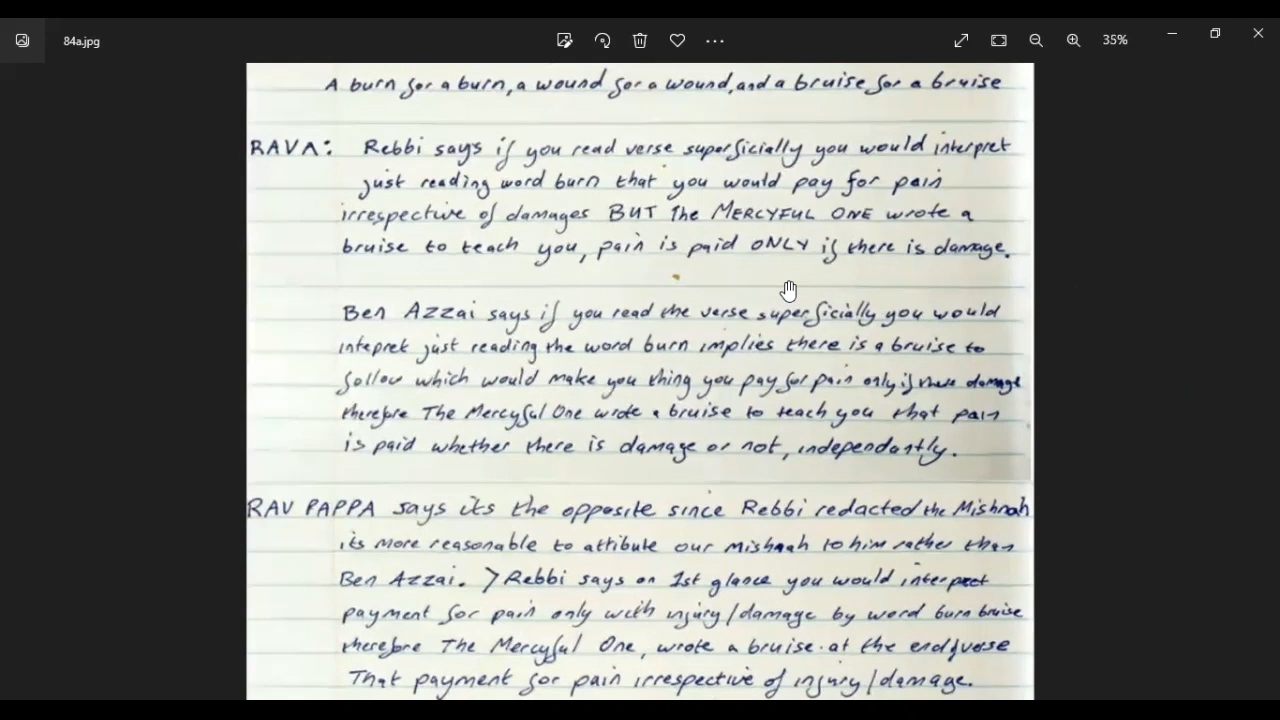 84a.jpg
35%
A burn for a burn, a wound for a wound, and a bruise for a bruise
RAVA: Rebbi says if you read verse superficially you would interpret
just reading word burn that you would pay for pain
irrespective of damages BUT The MERCYFUL ONE wrote a
bruise to teach you, pain is paid ONLY if there is damage.
Ben Azzai says if you read the verse superficially you would
intepret just reading the word burn implies there is a bruise to
follow which would make you thing you pay for pain only if there damage
therefore The Mercyful One wrote a bruise to teach you that pain
is paid whether there is damage or not, independantly.
RAV PAPPA says its the opposite since Rebbi redacted the Mishnah
its more reasonable to attibute our mishnah to him rather than
Ben Azzai. > Rebbi says on 1st glance you would interpret
payment for pain only with injury/damage by word burn bruise
therefore The Mercyful One, wrote a bruise at the end of verse
That payment for pain irrespective of injury/damage.